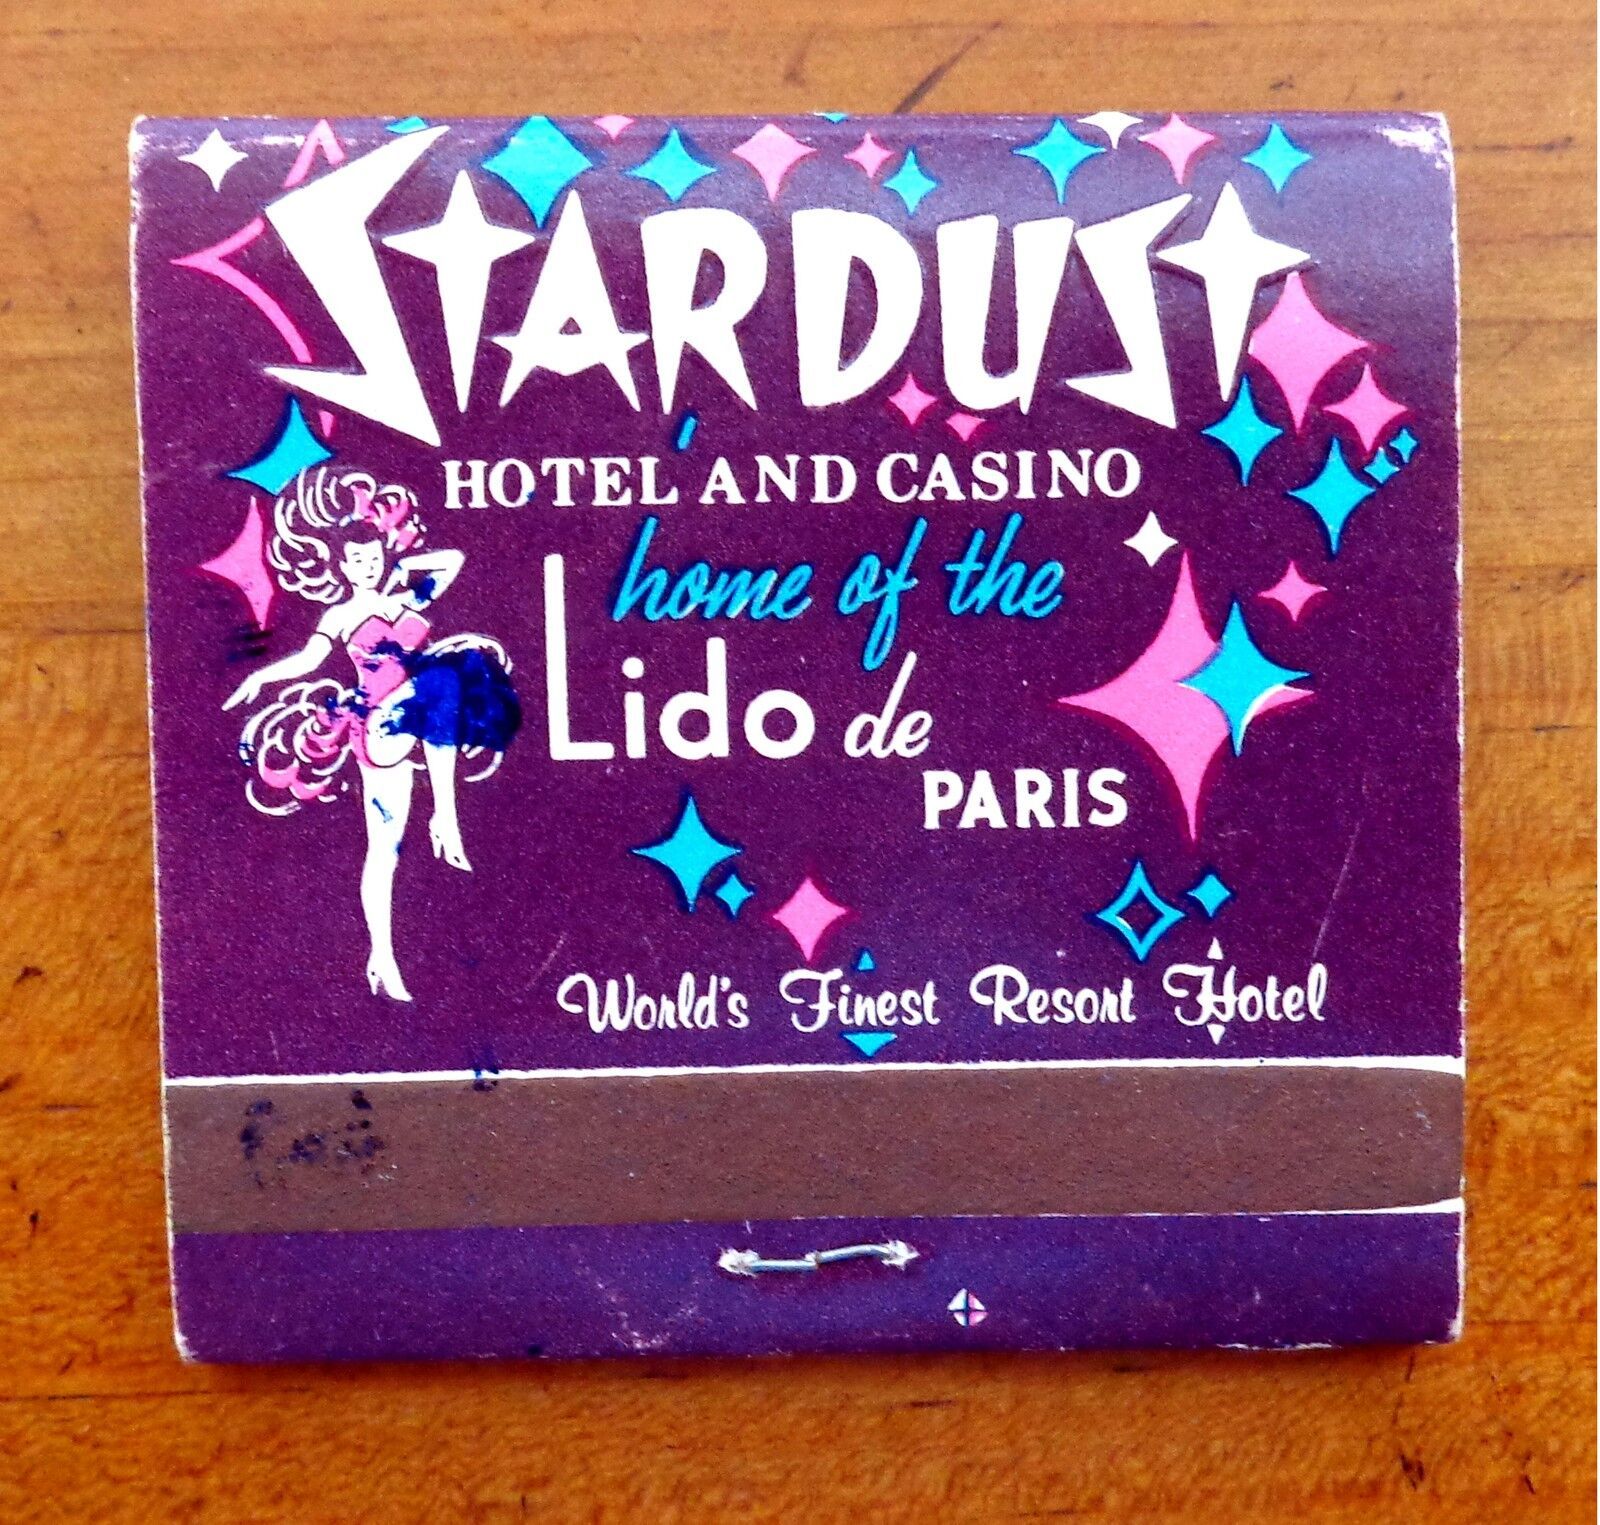 STARDUST
HOTEL AND CASINO
home of the
Lido de
PARIS
World's Finest Resort Hotel